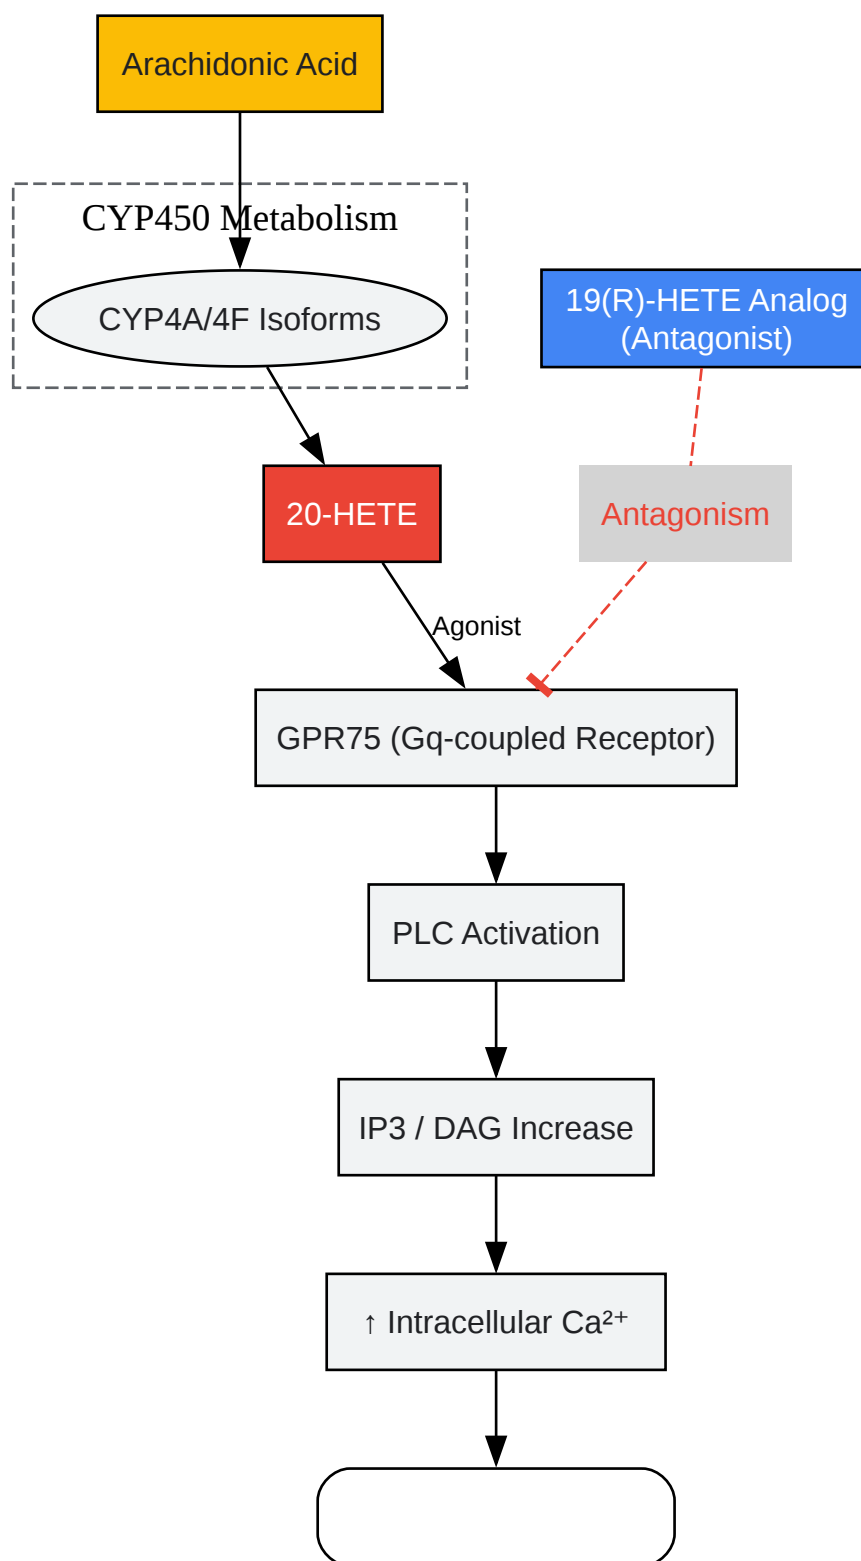 Arachidonic Acid
CYP450 Metabolism
CYP4A/4F Isoforms
19(R)-HETE Analog
(Antagonist)
20-HETE
Antagonism
Agonist
GPR75 (Gq-coupled Receptor)
PLC Activation
IP3 / DAG Increase
↑ Intracellular Ca²⁺